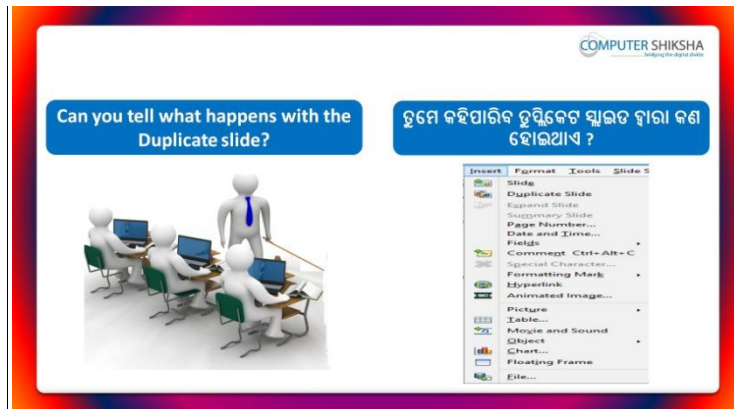 COMPUTER SHIKSHA
bridging the digital divide
Can you tell what happens with the
Duplicate slide?
ତୁମେ କହିପାରିବ ଡୁପ୍ଲିକେଟ ସ୍ଲାଇଡ ଦ୍ୱାରା କଣ
ହୋଇଥାଏ ?
Insert Format Tools Slide S
Slide
Duplicate Slide
Expand Slide
Summary Slide
Page Number...
Date and Time...
Fields
Comment Ctrl+Alt+C
Special Character...
Formatting Mark
Hyperlink
Animated Image...
Picture
Table...
Movie and Sound
Object
Chart...
Floating Frame
File...